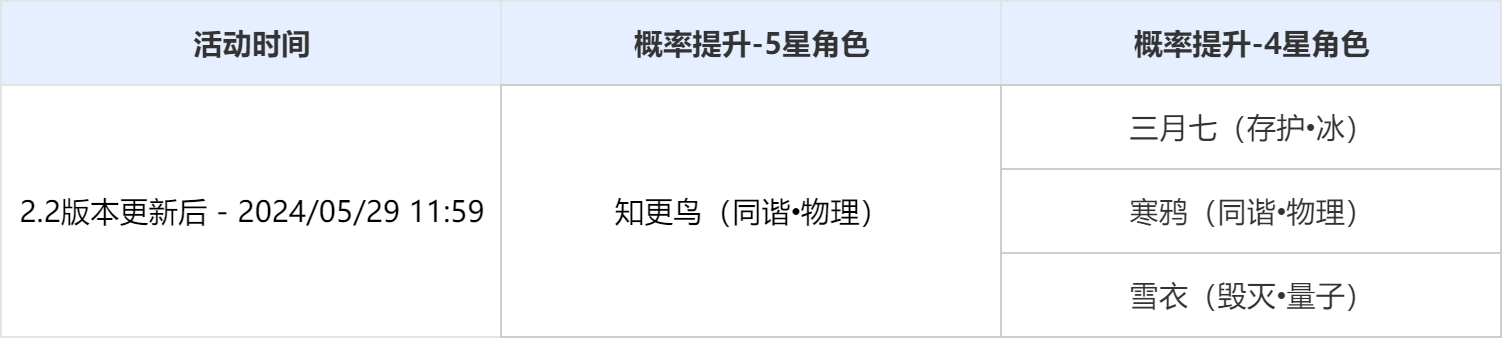 活动时间
概率提升-5星角色
概率提升-4星角色
2.2版本更新后 - 2024/05/29 11:59
知更鸟（同谐•物理）
三月七（存护•冰）
寒鸦（同谐•物理）
雪衣（毁灭•量子）